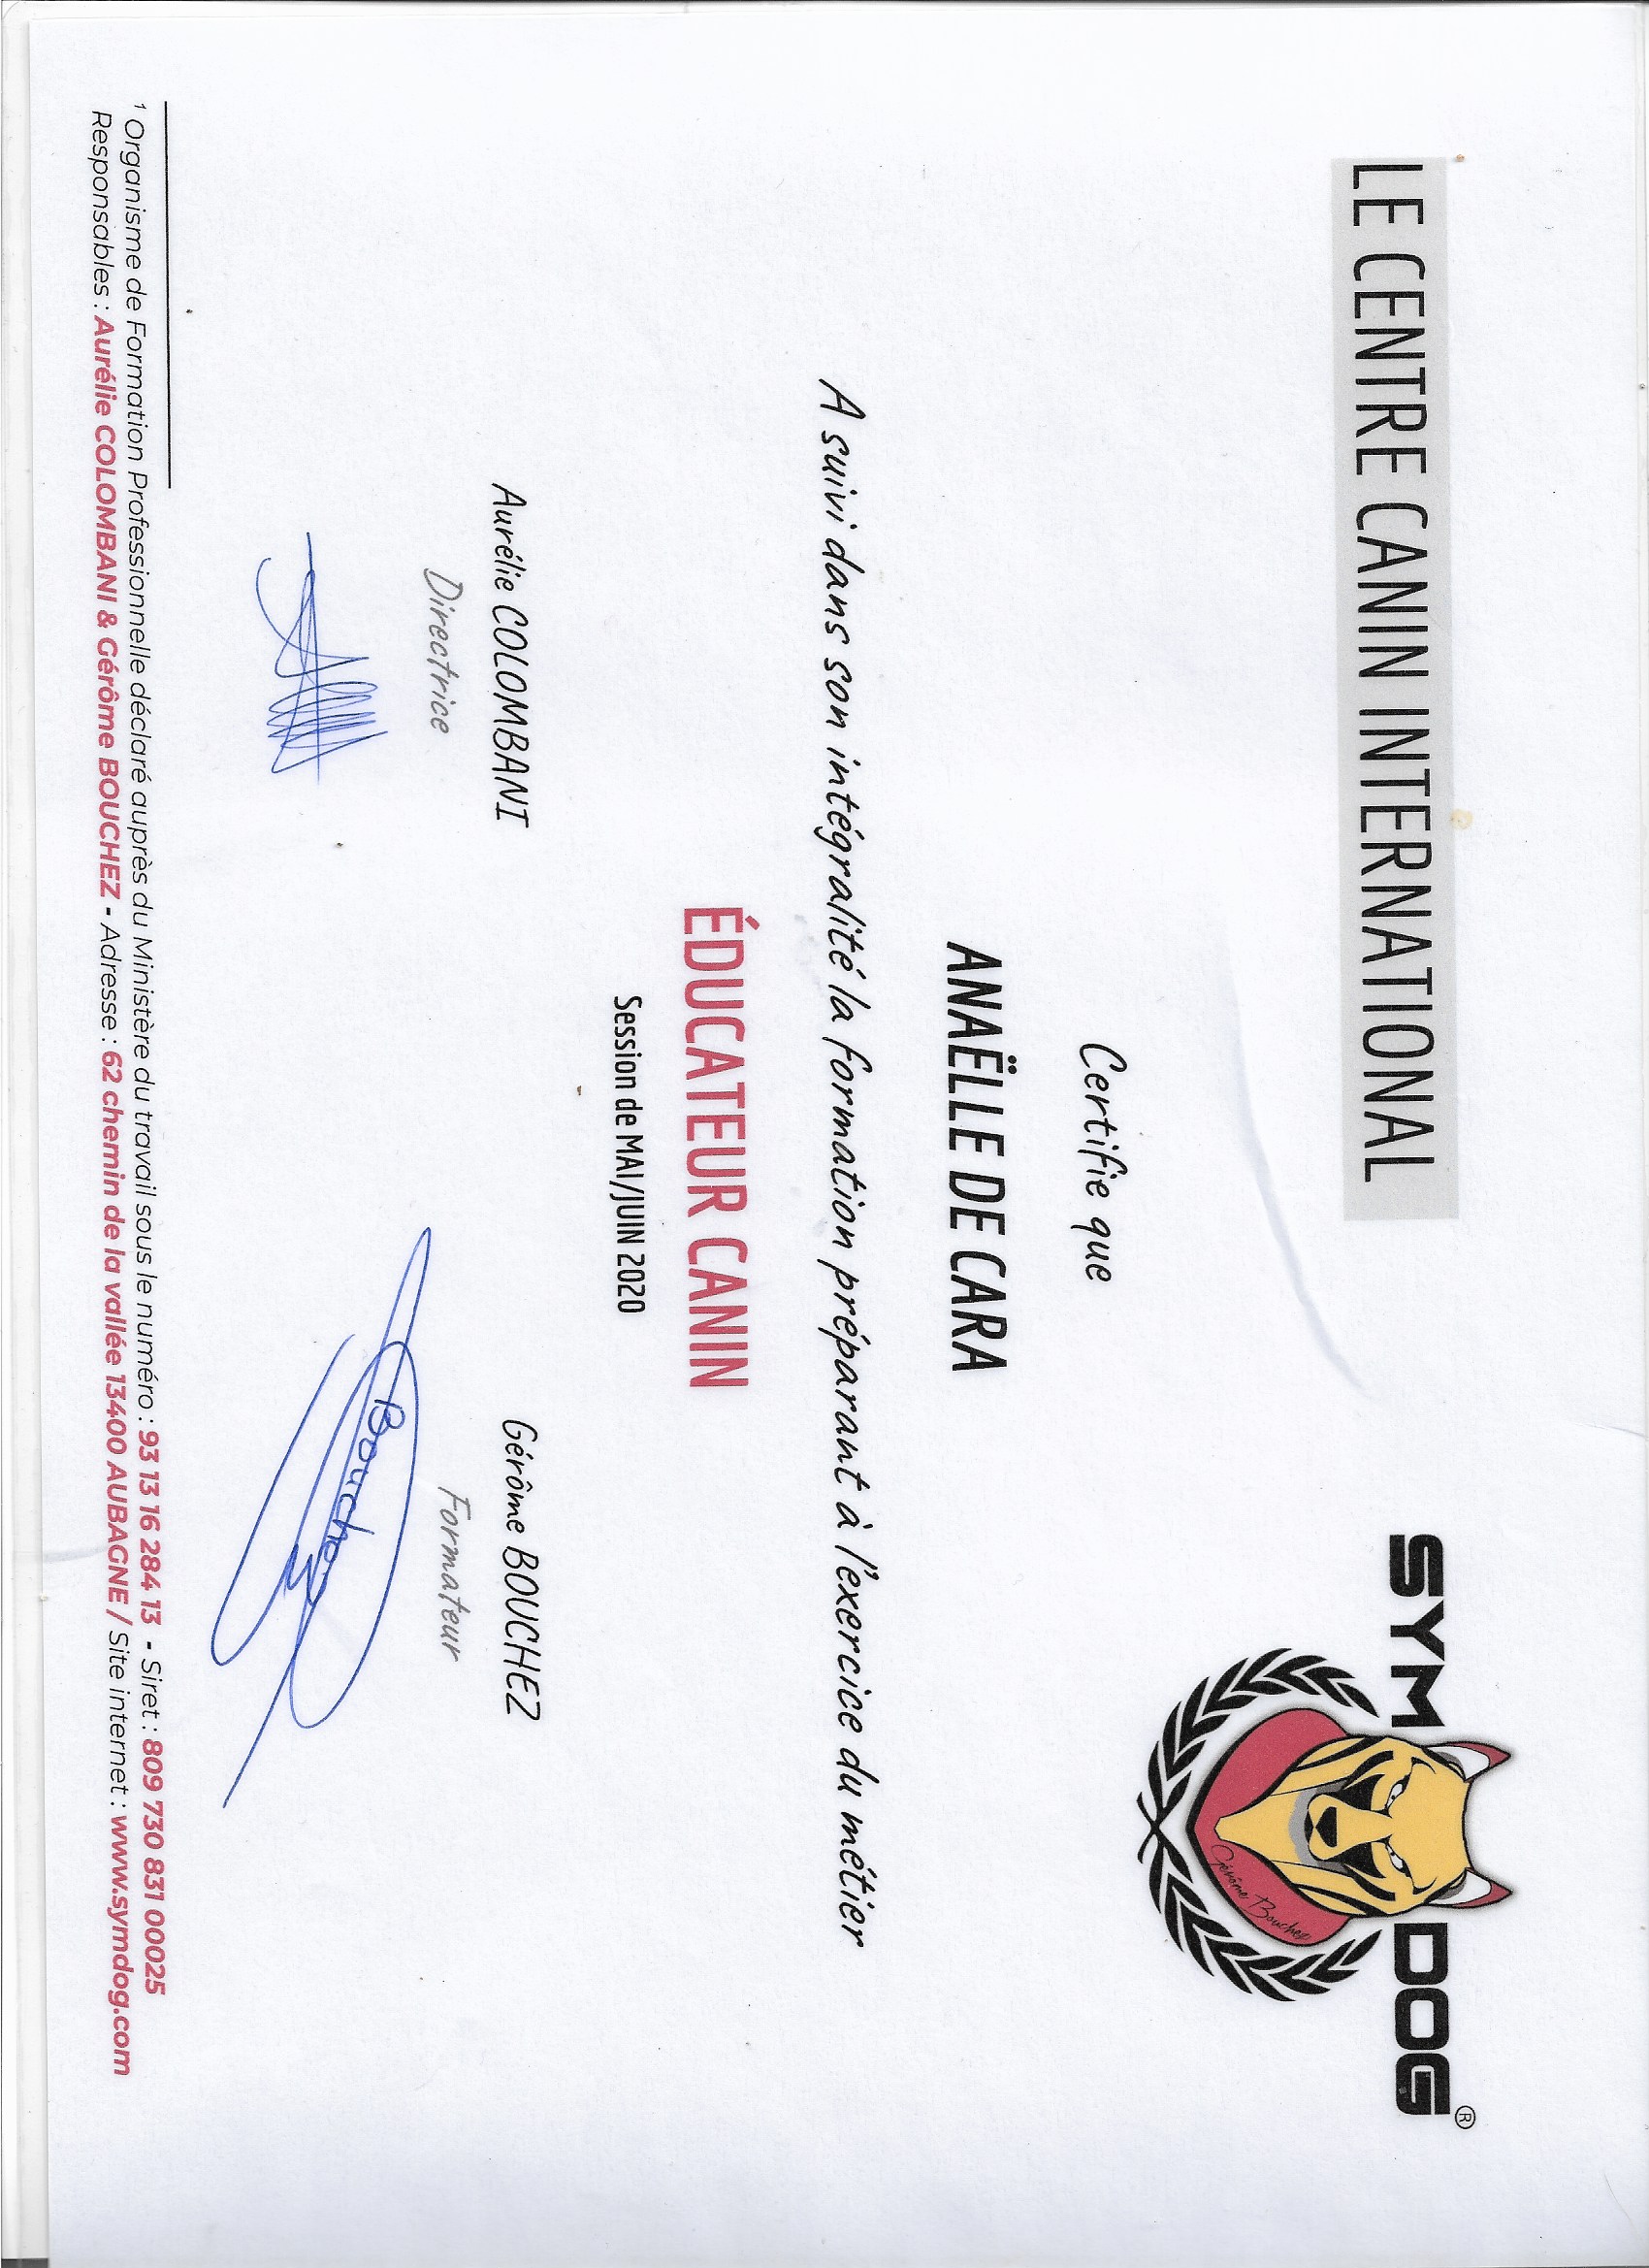 LE CENTRE CANIN INTERNATIONAL
SYM DOG ®
Gérôme Bouchez
Certifie que
ANAËLLE DE CARA
A suivi dans son intégralité la formation préparant à l'exercice du métier
ÉDUCATEUR CANIN
Session de MAI/JUIN 2020
Aurélie COLOMBANI
Directrice
Gérôme BOUCHEZ
Formateur
Bouchez
¹ Organisme de Formation Professionnelle déclaré auprès du Ministère du travail sous le numéro : 93 13 16 284 13 - Siret : 809 730 831 00025
Responsables : Aurélie COLOMBANI & Gérôme BOUCHEZ - Adresse : 62 chemin de la vallée 13400 AUBAGNE / Site internet : www.symdog.com